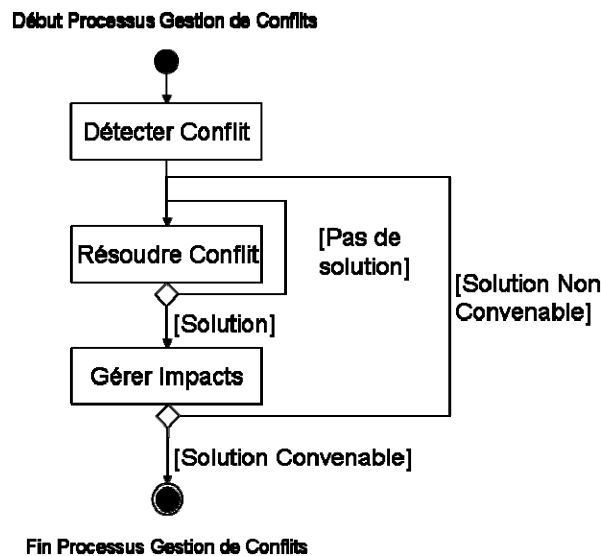 Début Processus Gestion de Conflits
Détecter Conflit
Résoudre Conflit
[Pas de
solution]
[Solution Non
Convenable]
[Solution]
Gérer Impacts
[Solution Convenable]
Fin Processus Gestion de Conflits